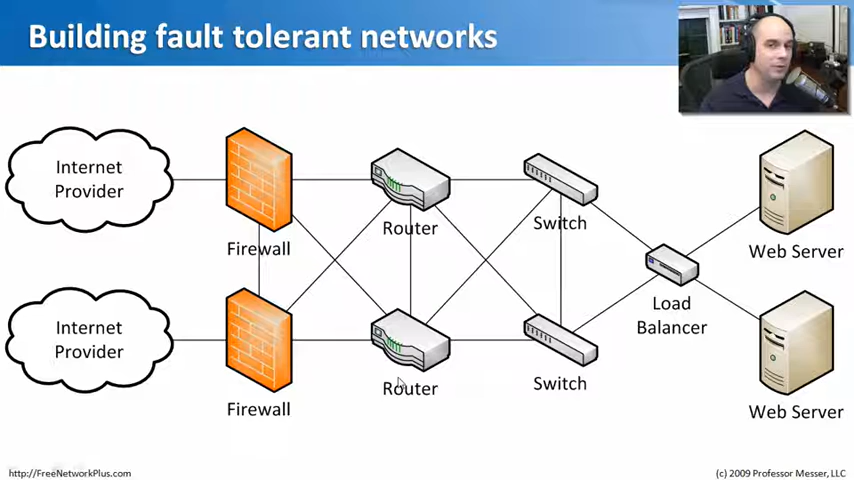 Building fault tolerant networks
Internet
Provider
Firewall
Router
Switch
Load
Balancer
Web Server
Internet
Provider
Firewall
Router
Switch
Web Server
http://FreeNetworkPlus.com
(c) 2009 Professor Messer, LLC